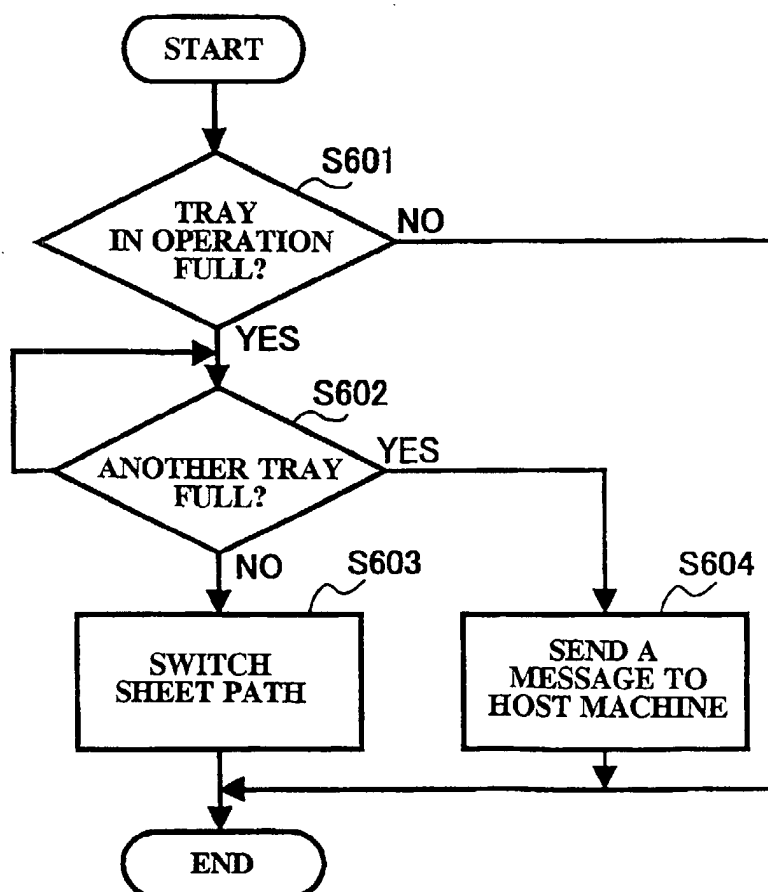 START
S601
TRAY
IN OPERATION
FULL?
NO
YES
S602
ANOTHER TRAY
FULL?
YES
NO
S603
SWITCH
SHEET PATH
S604
SEND A
MESSAGE TO
HOST MACHINE
END